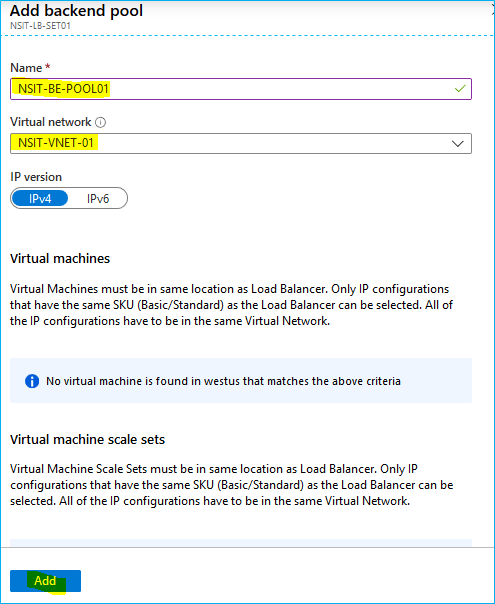 Add backend pool
NSIT-LB-SET01
Name *
NSIT-BE-POOL01
Virtual network
NSIT-VNET-01
IP version
IPv4 IPv6
Virtual machines
Virtual Machines must be in same location as Load Balancer. Only IP configurations
that have the same SKU (Basic/Standard) as the Load Balancer can be selected. All of
the IP configurations have to be in the same Virtual Network.
No virtual machine is found in westus that matches the above criteria
Virtual machine scale sets
Virtual Machine Scale Sets must be in same location as Load Balancer. Only IP
configurations that have the same SKU (Basic/Standard) as the Load Balancer can be
selected. All of the IP configurations have to be in the same Virtual Network.
Add